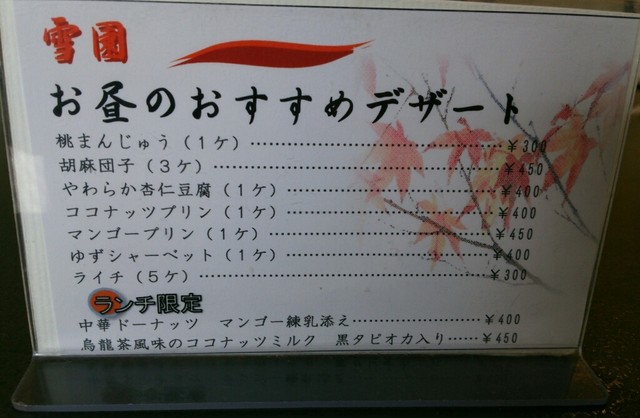 雪園
お昼のおすすめデザート
桃まんじゅう（１ケ）……………………………￥300
胡麻団子（３ケ）……………………………￥450
やわらか杏仁豆腐（１ケ）……………………………￥400
ココナッツプリン（１ケ）……………………………￥400
マンゴープリン（１ケ）……………………………￥450
ゆずシャーベット（１ケ）……………………………￥400
ライチ（５ケ）……………………………￥300
ランチ限定
中華ドーナッツ　マンゴー練乳添え………………￥400
烏龍茶風味のココナッツミルク　黒タピオカ入り……￥450